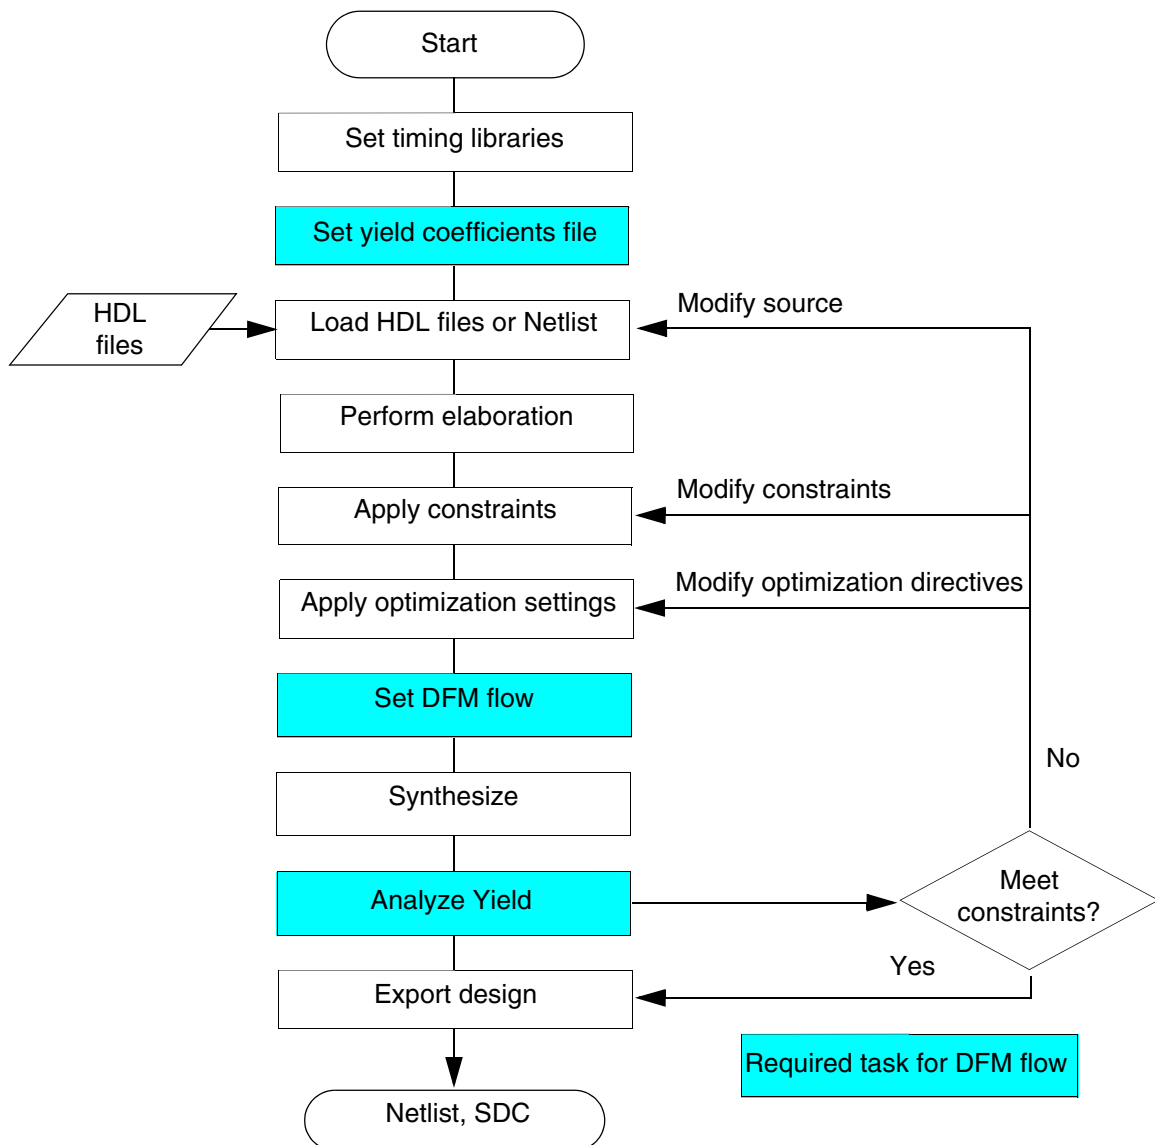 Start
Set timing libraries
Set yield coefficients file
HDL
files
Load HDL files or Netlist
Modify source
Perform elaboration
Apply constraints
Modify constraints
Apply optimization settings
Modify optimization directives
Set DFM flow
No
Synthesize
Analyze Yield
Meet
constraints?
Yes
Export design
Required task for DFM flow
Netlist, SDC